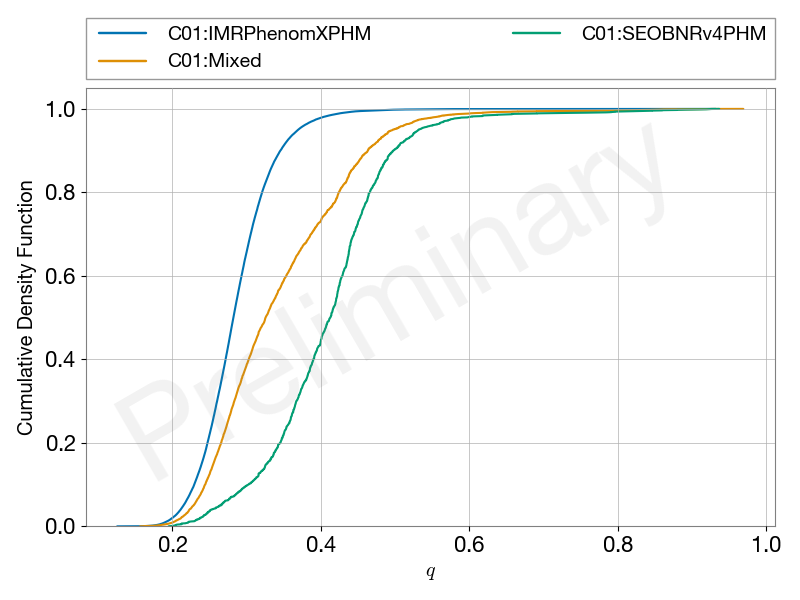 C01:IMRPhenomXPHM
C01:Mixed
C01:SEOBNRv4PHM
1.0
0.8
0.6
0.4
0.2
0.0
Cumulative Density Function
Preliminary
0.2 0.4 0.6 0.8 1.0
q